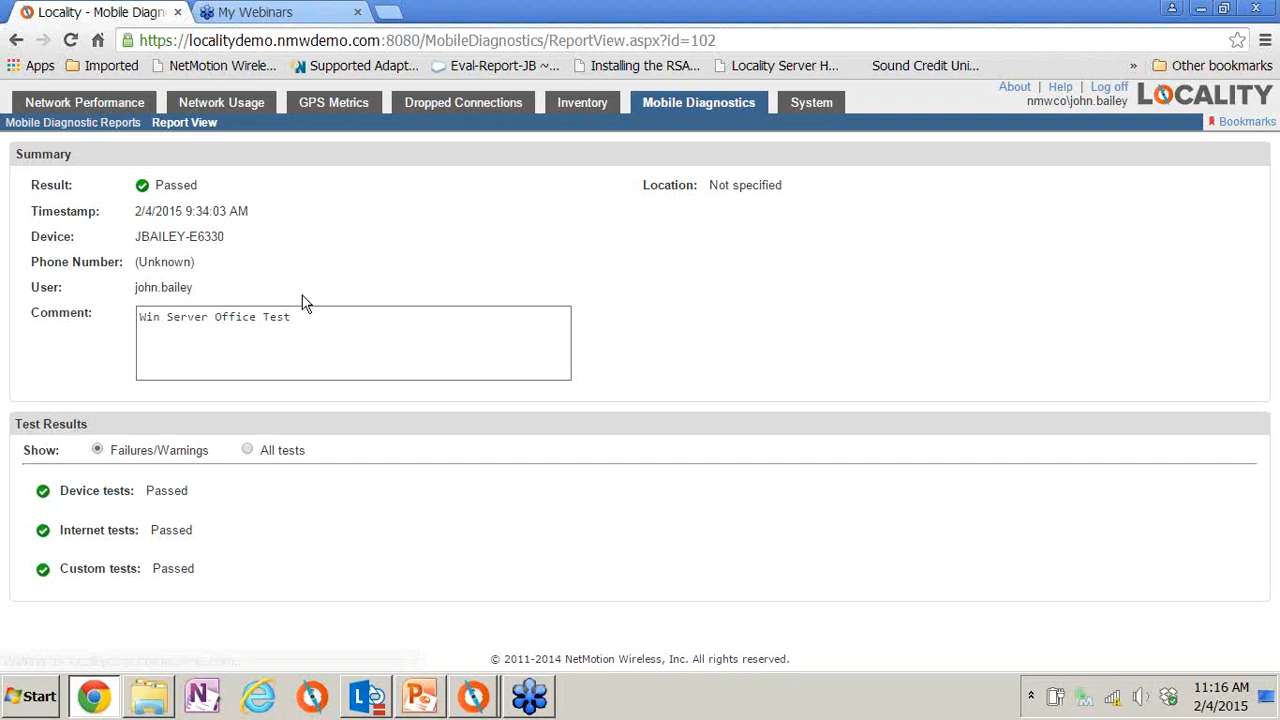 Locality - Mobile Diagn
My Webinars
https://localitydemo.nmwdemo.com:8080/MobileDiagnostics/ReportView.aspx?id=102
Apps Imported NetMotion Wirele... Supported Adapt... Eval-Report-JB ~... Installing the RSA... Locality Server H... Sound Credit Uni... » Other bookmarks
About | Help | Log off
Network Performance Network Usage GPS Metrics Dropped Connections Inventory Mobile Diagnostics System nmwco\john.bailey LOCALITY
Mobile Diagnostic Reports Report View Bookmarks
Summary
Result: Passed Location: Not specified
Timestamp: 2/4/2015 9:34:03 AM
Device: JBAILEY-E6330
Phone Number: (Unknown)
User: john.bailey
Comment: Win Server Office Test
Test Results
Show: Failures/Warnings All tests
Device tests: Passed
Internet tests: Passed
Custom tests: Passed
© 2011-2014 NetMotion Wireless, Inc. All rights reserved.
Start 11:16 AM
2/4/2015